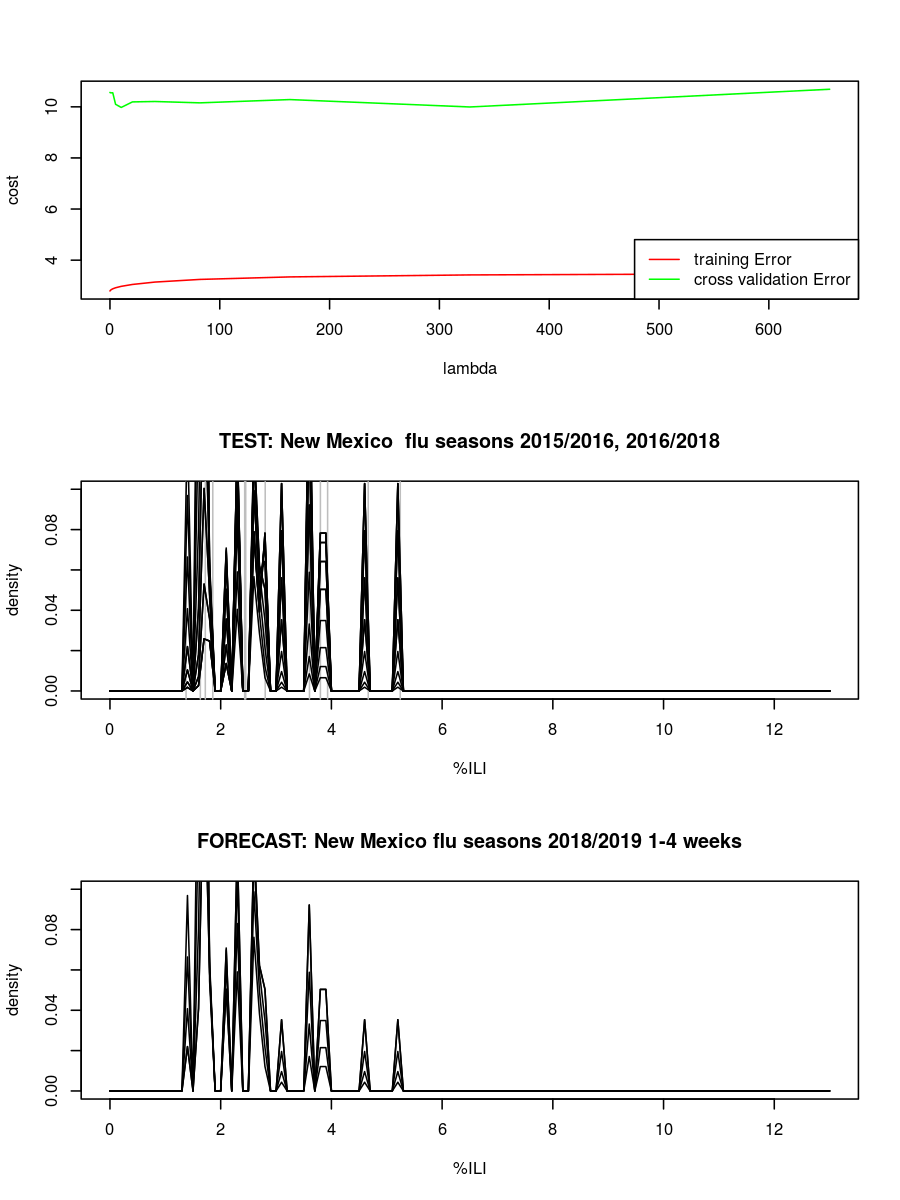 10
8
6
4
cost
training Error
cross validation Error
0 100 200 300 400 500 600
lambda
TEST: New Mexico  flu seasons 2015/2016, 2016/2018
0.08
0.04
0.00
density
0 2 4 6 8 10 12
%ILI
FORECAST: New Mexico flu seasons 2018/2019 1-4 weeks
0.08
0.04
0.00
density
0 2 4 6 8 10 12
%ILI